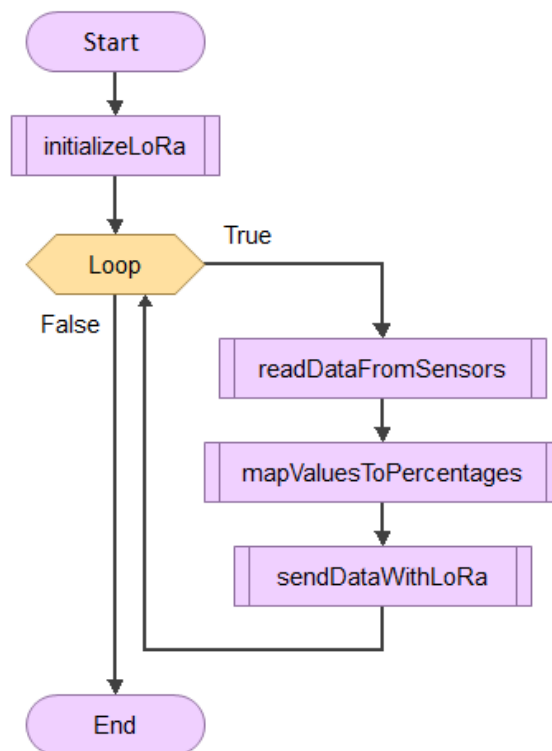 Start
initializeLoRa
Loop
True
False
readDataFromSensors
mapValuesToPercentages
sendDataWithLoRa
End